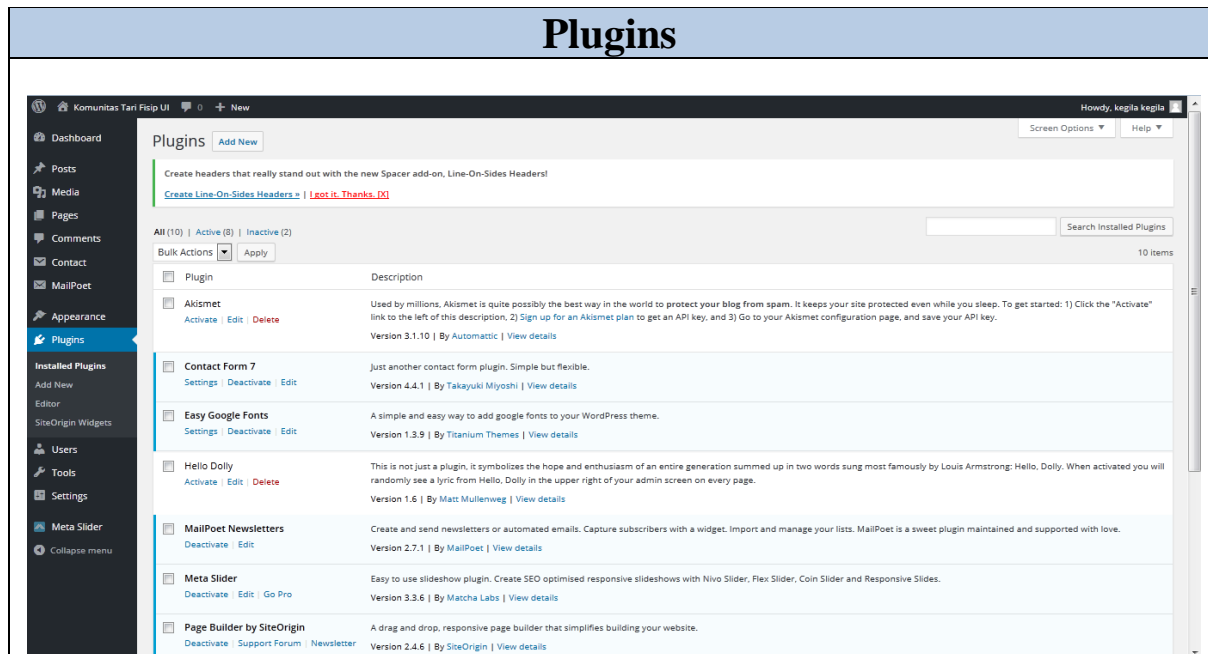 Plugins
Komunitas Tari Fisip UI 0 + New Howdy, kegila kegila
Screen Options ▼ Help ▼
Dashboard
Posts
Media
Pages
Comments
Contact
MailPoet
Appearance
Plugins
Installed Plugins
Add New
Editor
SiteOrigin Widgets
Users
Tools
Settings
Meta Slider
Collapse menu
Plugins Add New
Create headers that really stand out with the new Spacer add-on, Line-On-Sides Headers!
Create Line-On-Sides Headers » | I got it. Thanks. [X]
All (10) | Active (8) | Inactive (2)
Search Installed Plugins
Bulk Actions Apply
10 items
Plugin Description
Akismet
Activate | Edit | Delete
Used by millions, Akismet is quite possibly the best way in the world to protect your blog from spam. It keeps your site protected even while you sleep. To get started: 1) Click the "Activate"
link to the left of this description, 2) Sign up for an Akismet plan to get an API key, and 3) Go to your Akismet configuration page, and save your API key.
Version 3.1.10 | By Automattic | View details
Contact Form 7
Settings | Deactivate | Edit
Just another contact form plugin. Simple but flexible.
Version 4.4.1 | By Takayuki Miyoshi | View details
Easy Google Fonts
Settings | Deactivate | Edit
A simple and easy way to add google fonts to your WordPress theme.
Version 1.3.9 | By Titanium Themes | View details
Hello Dolly
Activate | Edit | Delete
This is not just a plugin, it symbolizes the hope and enthusiasm of an entire generation summed up in two words sung most famously by Louis Armstrong: Hello, Dolly. When activated you will
randomly see a lyric from Hello, Dolly in the upper right of your admin screen on every page.
Version 1.6 | By Matt Mullenweg | View details
MailPoet Newsletters
Deactivate | Edit
Create and send newsletters or automated emails. Capture subscribers with a widget. Import and manage your lists. MailPoet is a sweet plugin maintained and supported with love.
Version 2.7.1 | By MailPoet | View details
Meta Slider
Deactivate | Edit | Go Pro
Easy to use slideshow plugin. Create SEO optimised responsive slideshows with Nivo Slider, Flex Slider, Coin Slider and Responsive Slides.
Version 3.3.6 | By Matcha Labs | View details
Page Builder by SiteOrigin
Deactivate | Support Forum | Newsletter
A drag and drop, responsive page builder that simplifies building your website.
Version 2.4.6 | By SiteOrigin | View details